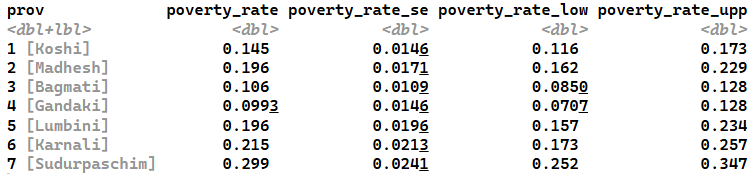 prov poverty_rate poverty_rate_se poverty_rate_low poverty_rate_upp
<dbl+lbl> <dbl> <dbl> <dbl> <dbl>
1 [Koshi] 0.145 0.0146 0.116 0.173
2 [Madhesh] 0.196 0.0171 0.162 0.229
3 [Bagmati] 0.106 0.0109 0.0850 0.128
4 [Gandaki] 0.0993 0.0146 0.0707 0.128
5 [Lumbini] 0.196 0.0196 0.157 0.234
6 [Karnali] 0.215 0.0213 0.173 0.257
7 [Sudurpaschim] 0.299 0.0241 0.252 0.347